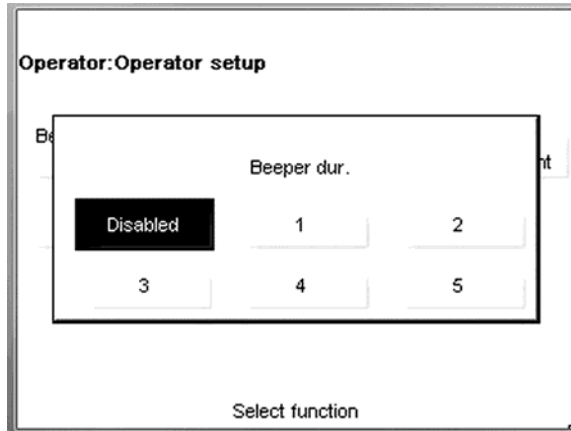 Operator:Operator setup
Beeper dur.
Disabled 1 2
3 4 5
Select function